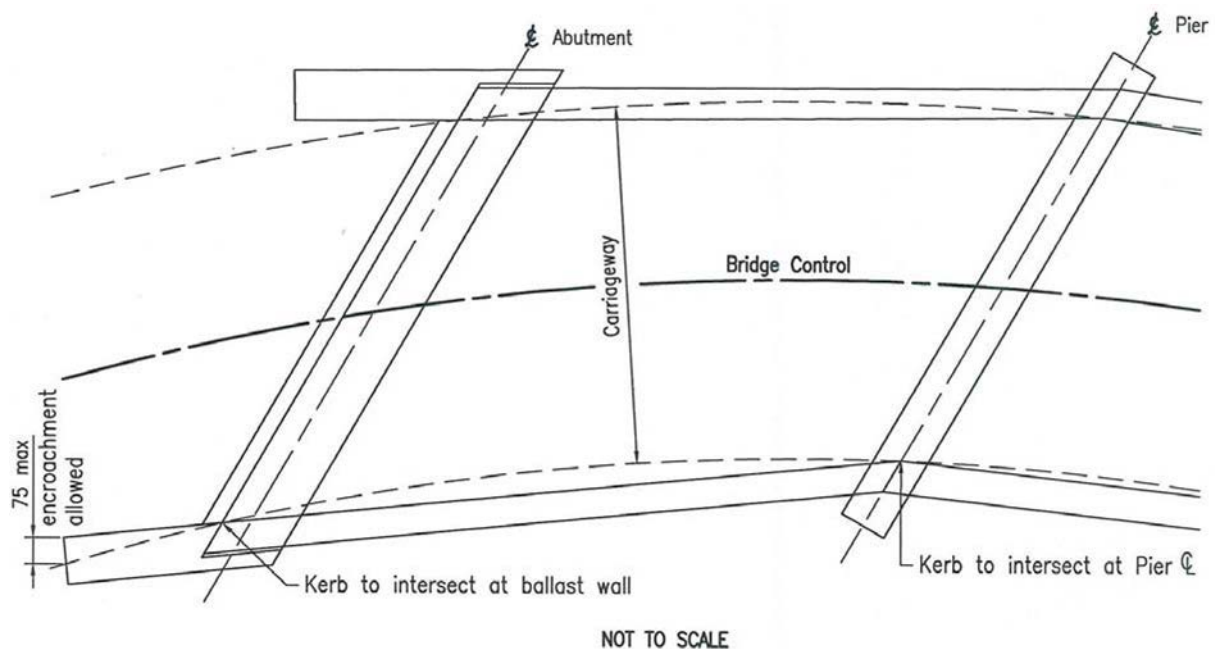 ℄ Abutment
℄ Pier
Bridge Control
Carriageway
75 max
encroachment
allowed
Kerb to intersect at ballast wall
Kerb to intersect at Pier ℄
NOT TO SCALE